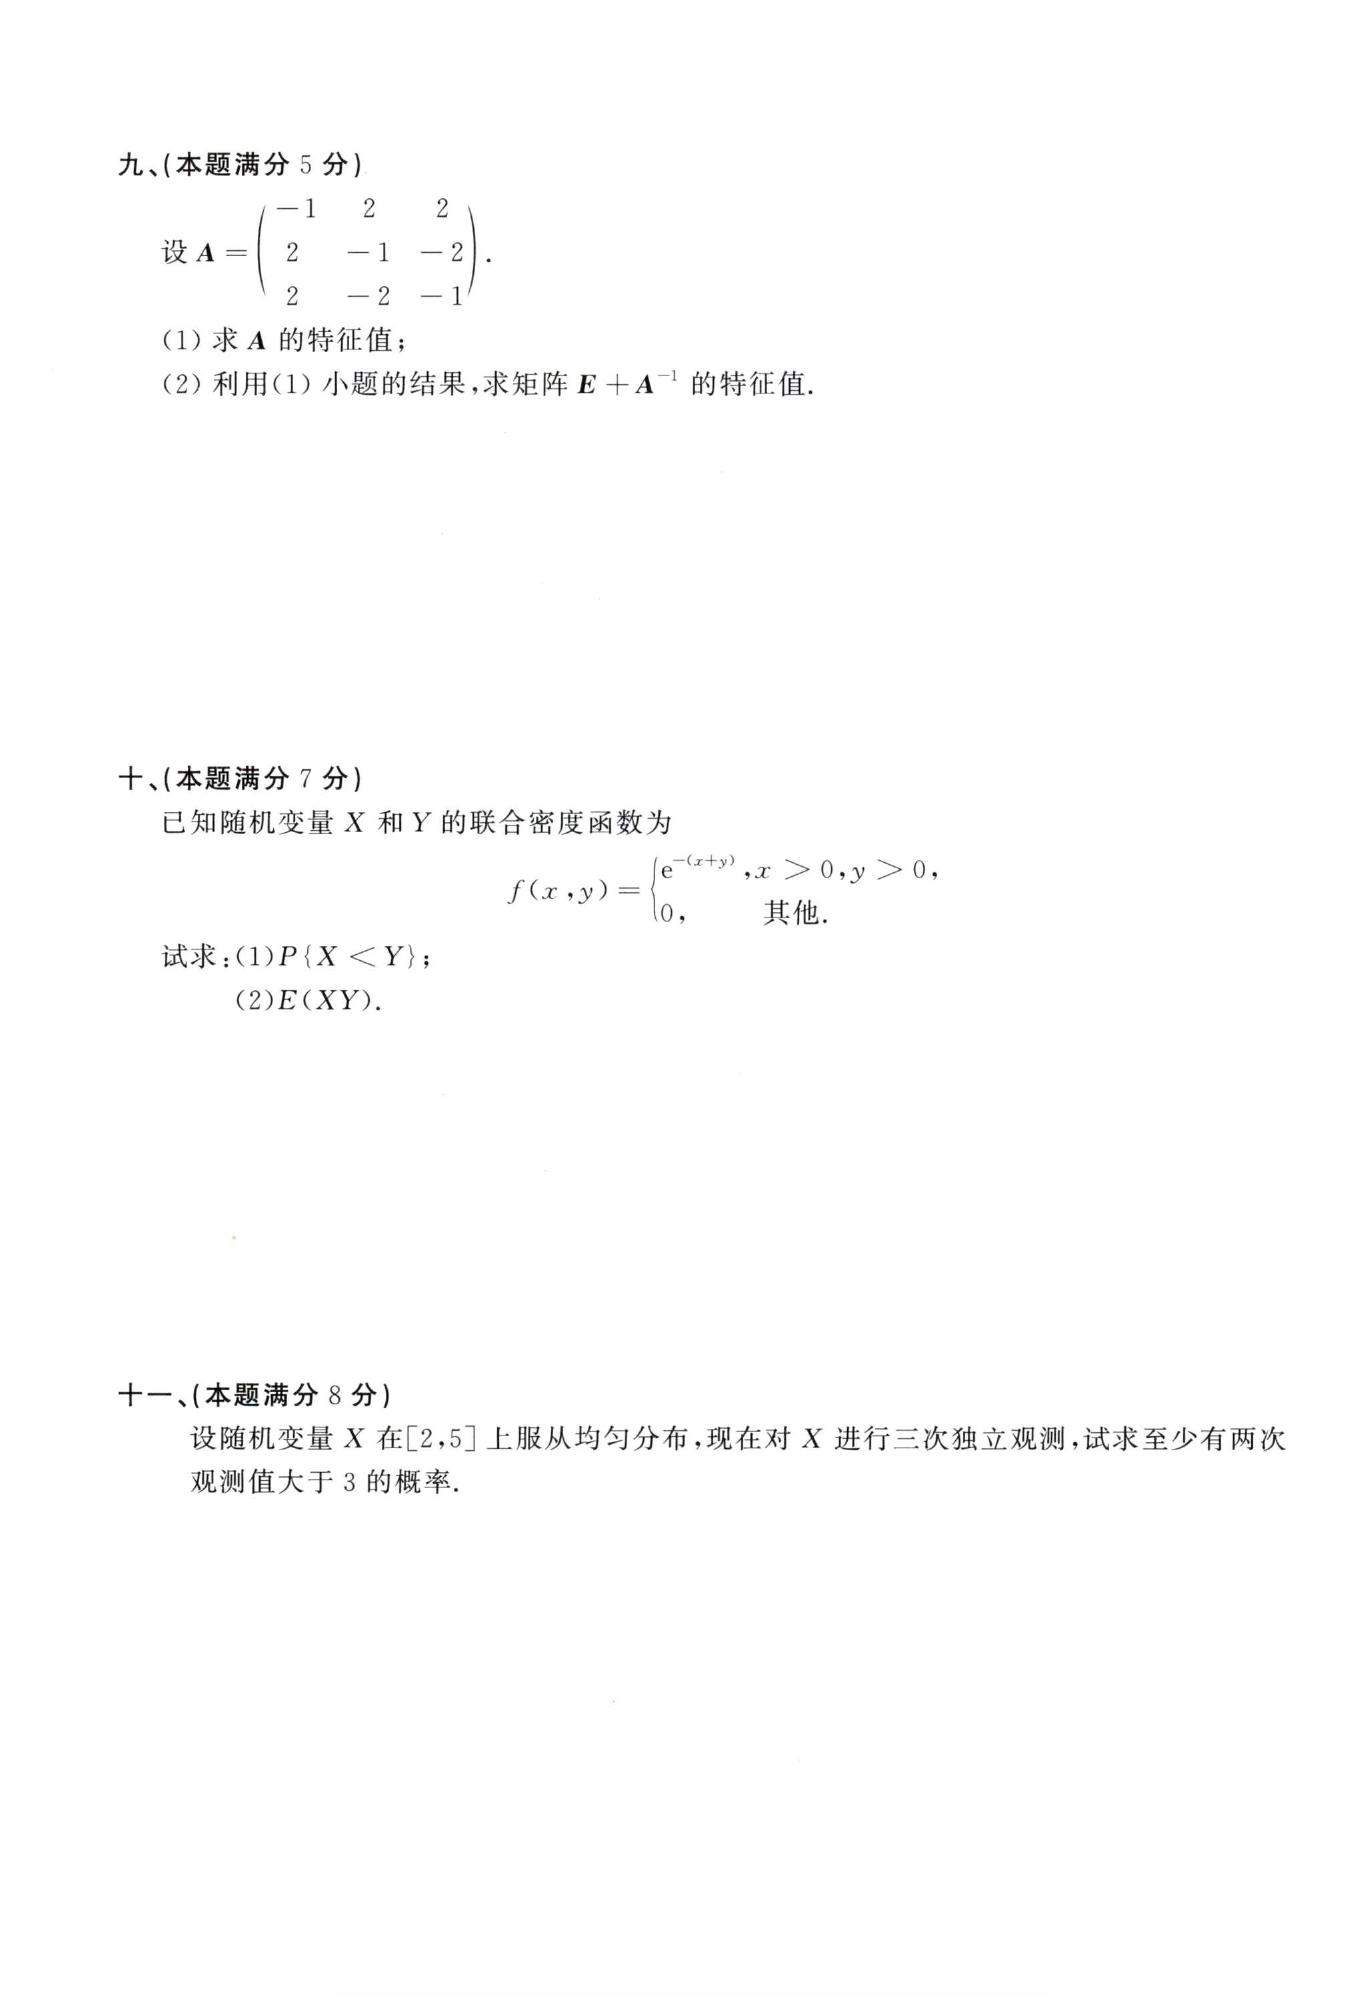 九、(本题满分 5 分)
设 A = \begin{pmatrix} -1 & 2 & 2 \\ 2 & -1 & -2 \\ 2 & -2 & -1 \end{pmatrix}.
(1) 求 A 的特征值;
(2) 利用(1) 小题的结果,求矩阵 E + A^{-1} 的特征值.
十、(本题满分 7 分)
已知随机变量 X 和 Y 的联合密度函数为
f(x,y) = \begin{cases} e^{-(x+y)}, & x > 0, y > 0, \\ 0, & 其他. \end{cases}
试求:(1)P{X < Y};
(2)E(XY).
十一、(本题满分 8 分)
设随机变量 X 在[2,5] 上服从均匀分布,现在对 X 进行三次独立观测,试求至少有两次
观测值大于 3 的概率.